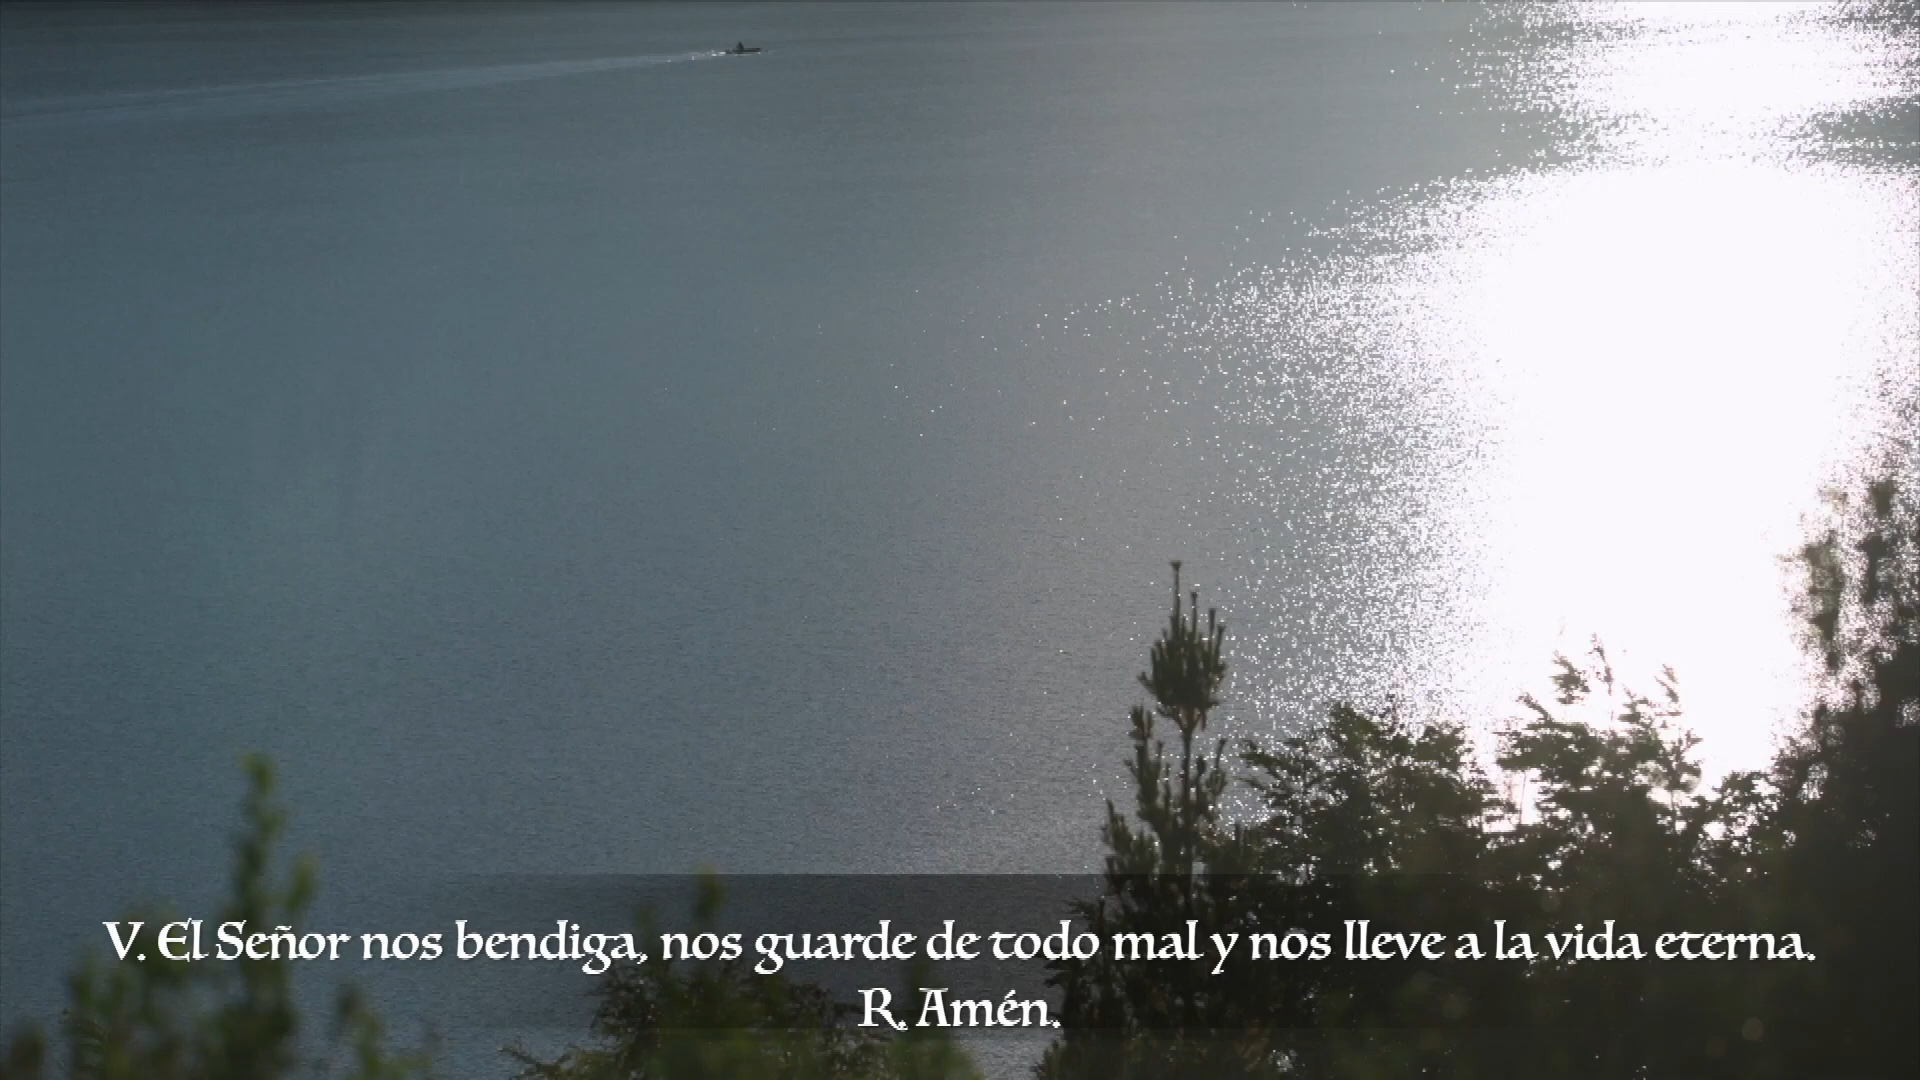 V. El Señor nos bendiga, nos guarde de todo mal y nos lleve a la vida eterna.
R. Amén.